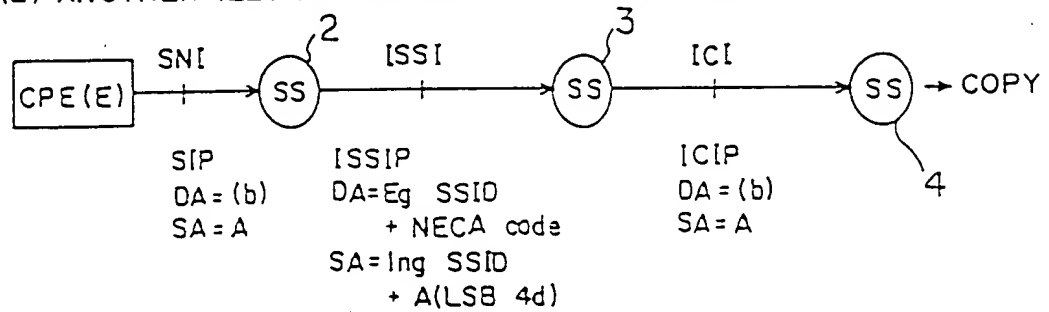 2 3
SNI ISSI ICI
CPE(E) SS SS SS COPY
4
SIP ISSIP ICIP
DA=(b) DA=Eg SSID DA=(b)
SA=A + NECA code SA=A
SA=Ing SSID
+ A(LSB 4d)